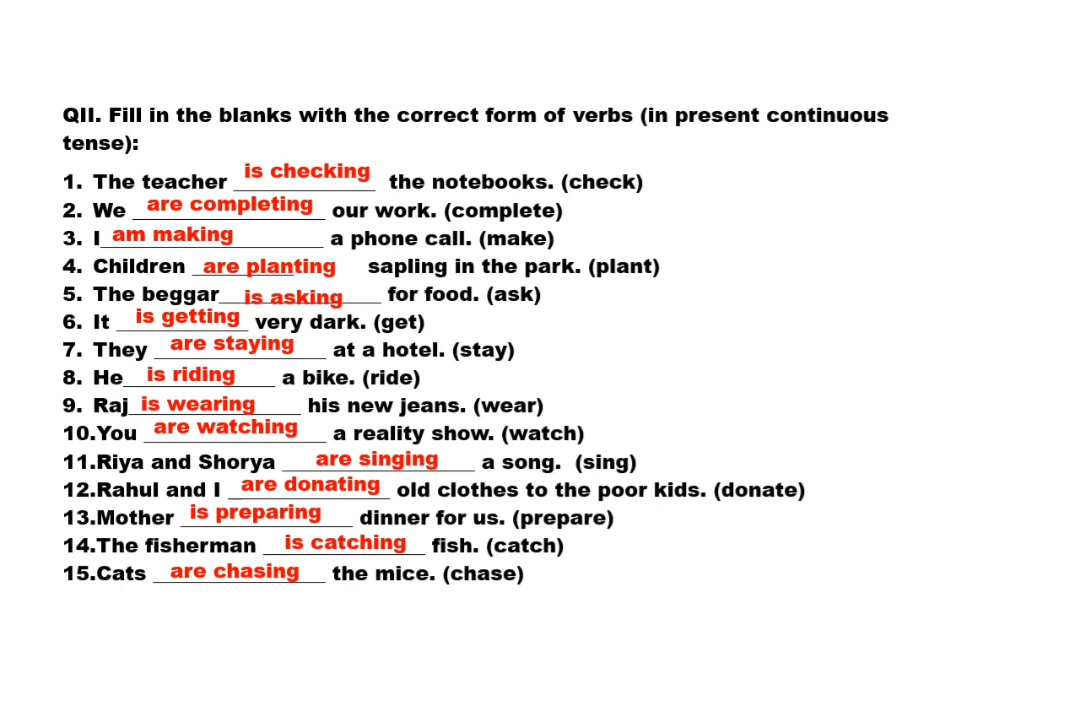 QII. Fill in the blanks with the correct form of verbs (in present continuous
tense):
1. The teacher is checking the notebooks. (check)
2. We are completing our work. (complete)
3. I am making a phone call. (make)
4. Children are planting sapling in the park. (plant)
5. The beggar is asking for food. (ask)
6. It is getting very dark. (get)
7. They are staying at a hotel. (stay)
8. He is riding a bike. (ride)
9. Raj is wearing his new jeans. (wear)
10.You are watching a reality show. (watch)
11.Riya and Shorya are singing a song. (sing)
12.Rahul and I are donating old clothes to the poor kids. (donate)
13.Mother is preparing dinner for us. (prepare)
14.The fisherman is catching fish. (catch)
15.Cats are chasing the mice. (chase)